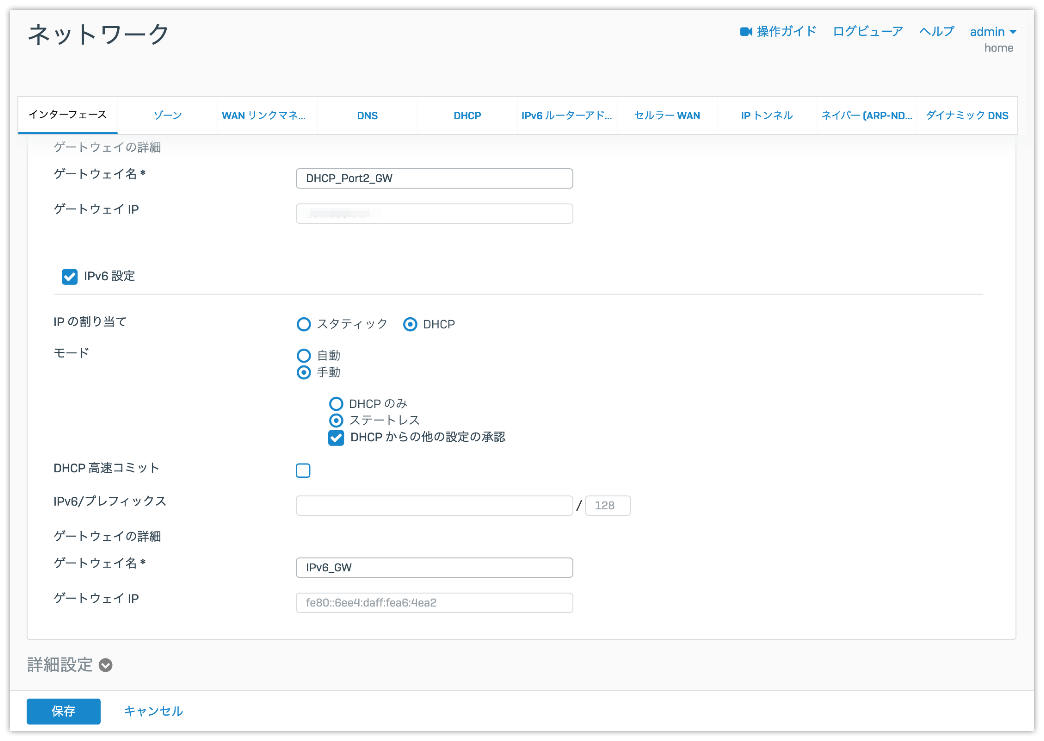 ネットワーク
操作ガイド ログビューア ヘルプ admin
home
インターフェース ゾーン WAN リンクマネ... DNS DHCP IPv6 ルーターアド... セルラー WAN IP トンネル ネイバー (ARP-ND... ダイナミック DNS
ゲートウェイの詳細
ゲートウェイ名 * DHCP_Port2_GW
ゲートウェイ IP
IPv6 設定
IP の割り当て スタティック DHCP
モード 自動
手動
DHCP のみ
ステートレス
DHCP からの他の設定の承認
DHCP 高速コミット
IPv6/プレフィックス / 128
ゲートウェイの詳細
ゲートウェイ名 * IPv6_GW
ゲートウェイ IP fe80::6ee4:daff:fea6:4ea2
詳細設定
保存 キャンセル